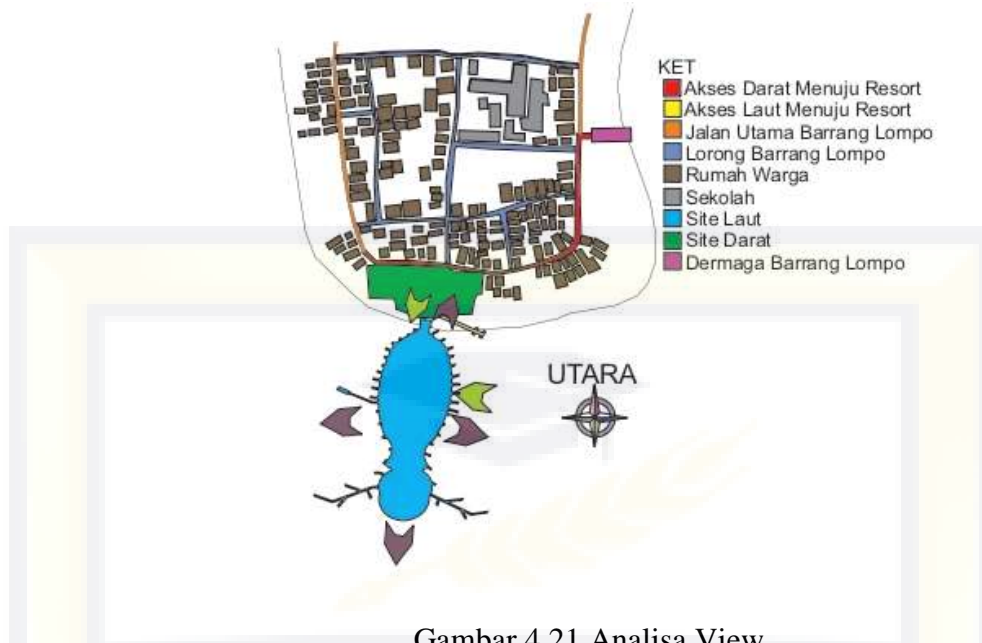 KET
Akses Darat Menuju Resort
Akses Laut Menuju Resort
Jalan Utama Barrang Lompo
Lorong Barrang Lompo
Rumah Warga
Sekolah
Site Laut
Site Darat
Dermaga Barrang Lompo
UTARA
Gambar 4.21 Analisa View